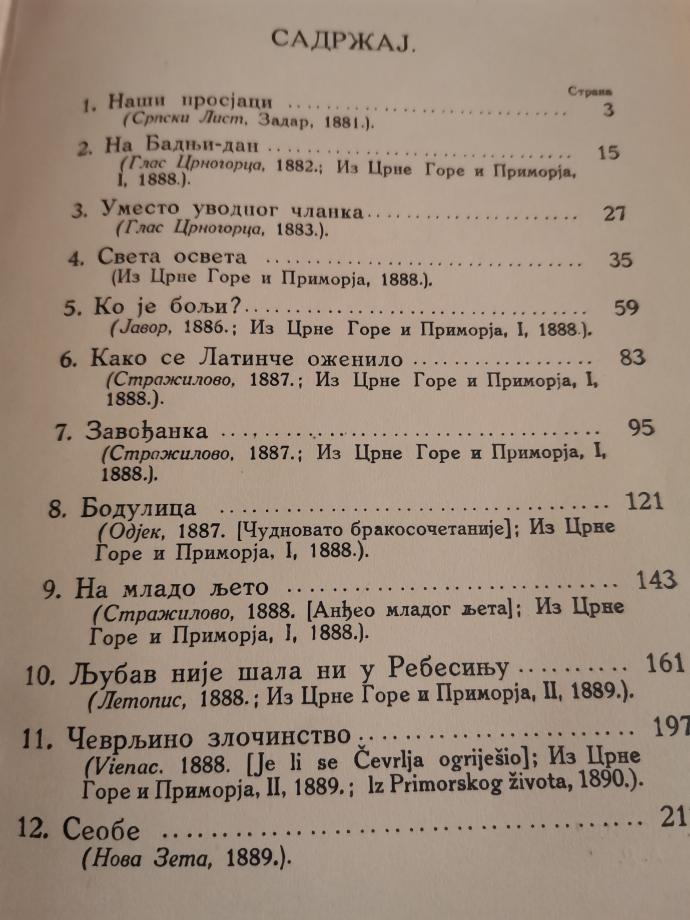 САДРЖАЈ.
Страна
1. Наши просјаци ........................ 3
(Српски Лист, Задар, 1881.).
2. На Бадњи-дан ........................ 15
(Глас Црногорца, 1882.; Из Црне Горе и Приморја,
I, 1888.).
3. Уместо уводног чланка ........................ 27
(Глас Црногорца, 1883.).
4. Света освета ........................ 35
(Из Црне Горе и Приморја, 1888.).
5. Ко је бољи? ........................ 59
(Јавор, 1886.; Из Црне Горе и Приморја, I, 1888.).
6. Како се Латинче оженило ................ 83
(Стражилово, 1887.; Из Црне Горе и Приморја, I,
1888.).
7. Завођанка ........................ 95
(Стражилово, 1887.; Из Црне Горе и Приморја, I,
1888.).
8. Бодулица ........................ 121
(Одјек, 1887. [Чудновато бракосочетаније]; Из Црне
Горе и Приморја, I, 1888.).
9. На младо љето ........................ 143
(Стражилово, 1888. [Анђео младог љета]; Из Црне
Горе и Приморја, I, 1888.).
10. Љубав није шала ни у Ребесињу .......... 161
(Летопис, 1888.; Из Црне Горе и Приморја, II, 1889.).
11. Чеврљино злочинство ...................... 197
(Vienac. 1888. [Je li se Čevrlja ogriješio]; Из Црне
Горе и Приморја, II, 1889.; Iz Primorskog života, 1890.).
12. Сеобе ........................ 21
(Нова Зета, 1889.).